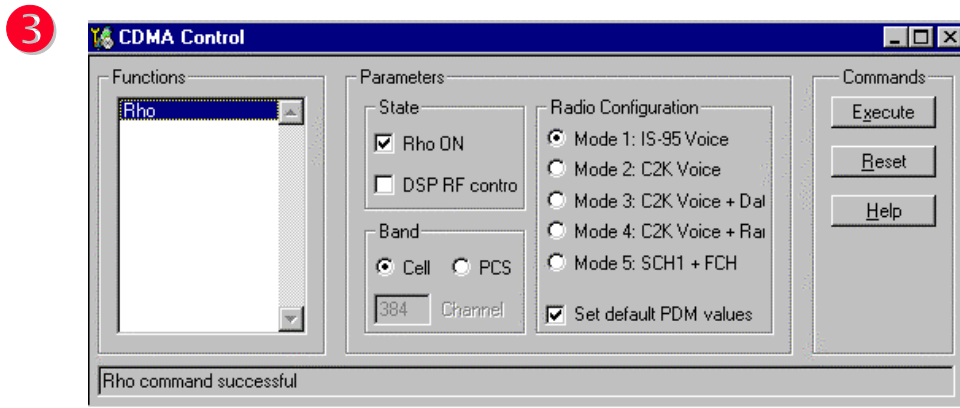 3
CDMA Control
Functions
Rho
Parameters
State
Rho ON
DSP RF contro
Band
Cell
PCS
384
Channel
Radio Configuration
Mode 1: IS-95 Voice
Mode 2: C2K Voice
Mode 3: C2K Voice + Dat
Mode 4: C2K Voice + Rar
Mode 5: SCH1 + FCH
Set default PDM values
Commands
Execute
Reset
Help
Rho command successful